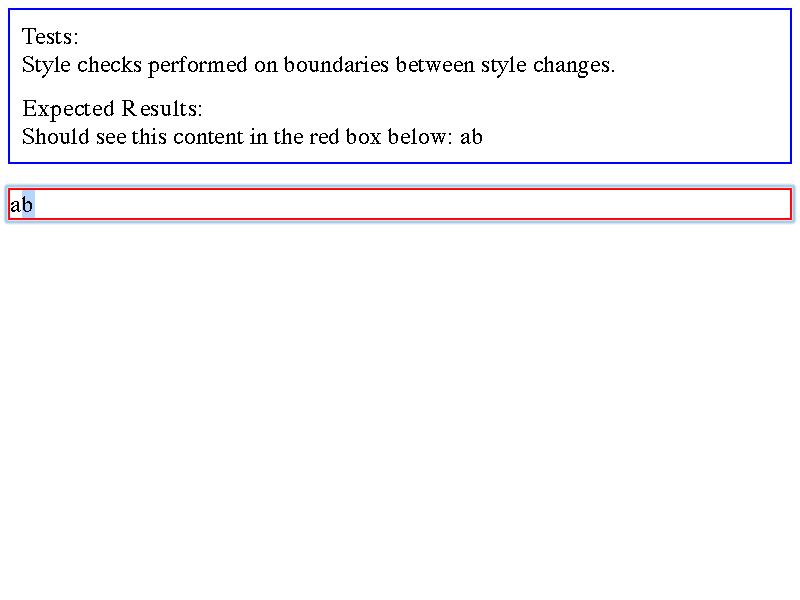 Tests:
Style checks performed on boundaries between style changes.
Expected Results:
Should see this content in the red box below: ab
ab